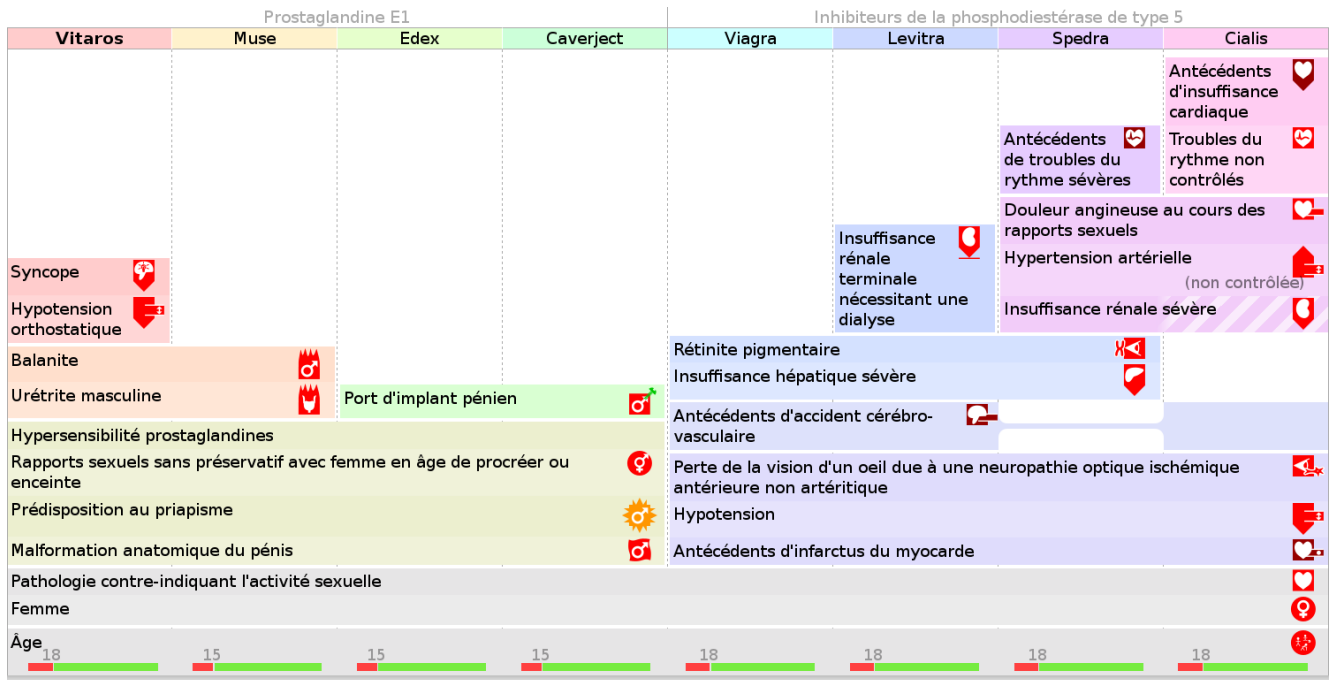 Prostaglandine E1
Inhibiteurs de la phosphodiestérase de type 5
Vitaros
Muse
Edex
Caverject
Viagra
Levitra
Spedra
Cialis
Antécédents
d'insuffisance
cardiaque
Antécédents
de troubles du
rythme sévères
Troubles du
rythme non
contrôlés
Douleur angineuse au cours des
rapports sexuels
Insuffisance
rénale
terminale
nécessitant une
dialyse
Hypertension artérielle
(non contrôlée)
Insuffisance rénale sévère
Syncope
Hypotension
orthostatique
Balanite
Urétrite masculine
Port d'implant pénien
Rétinite pigmentaire
Insuffisance hépatique sévère
Antécédents d'accident cérébro-
vasculaire
Hypersensibilité prostaglandines
Rapports sexuels sans préservatif avec femme en âge de procréer ou
enceinte
Prédisposition au priapisme
Malformation anatomique du pénis
Perte de la vision d'un oeil due à une neuropathie optique ischémique
antérieure non artéritique
Hypotension
Antécédents d'infarctus du myocarde
Pathologie contre-indiquant l'activité sexuelle
Femme
Âge
18
15
15
15
18
18
18
18